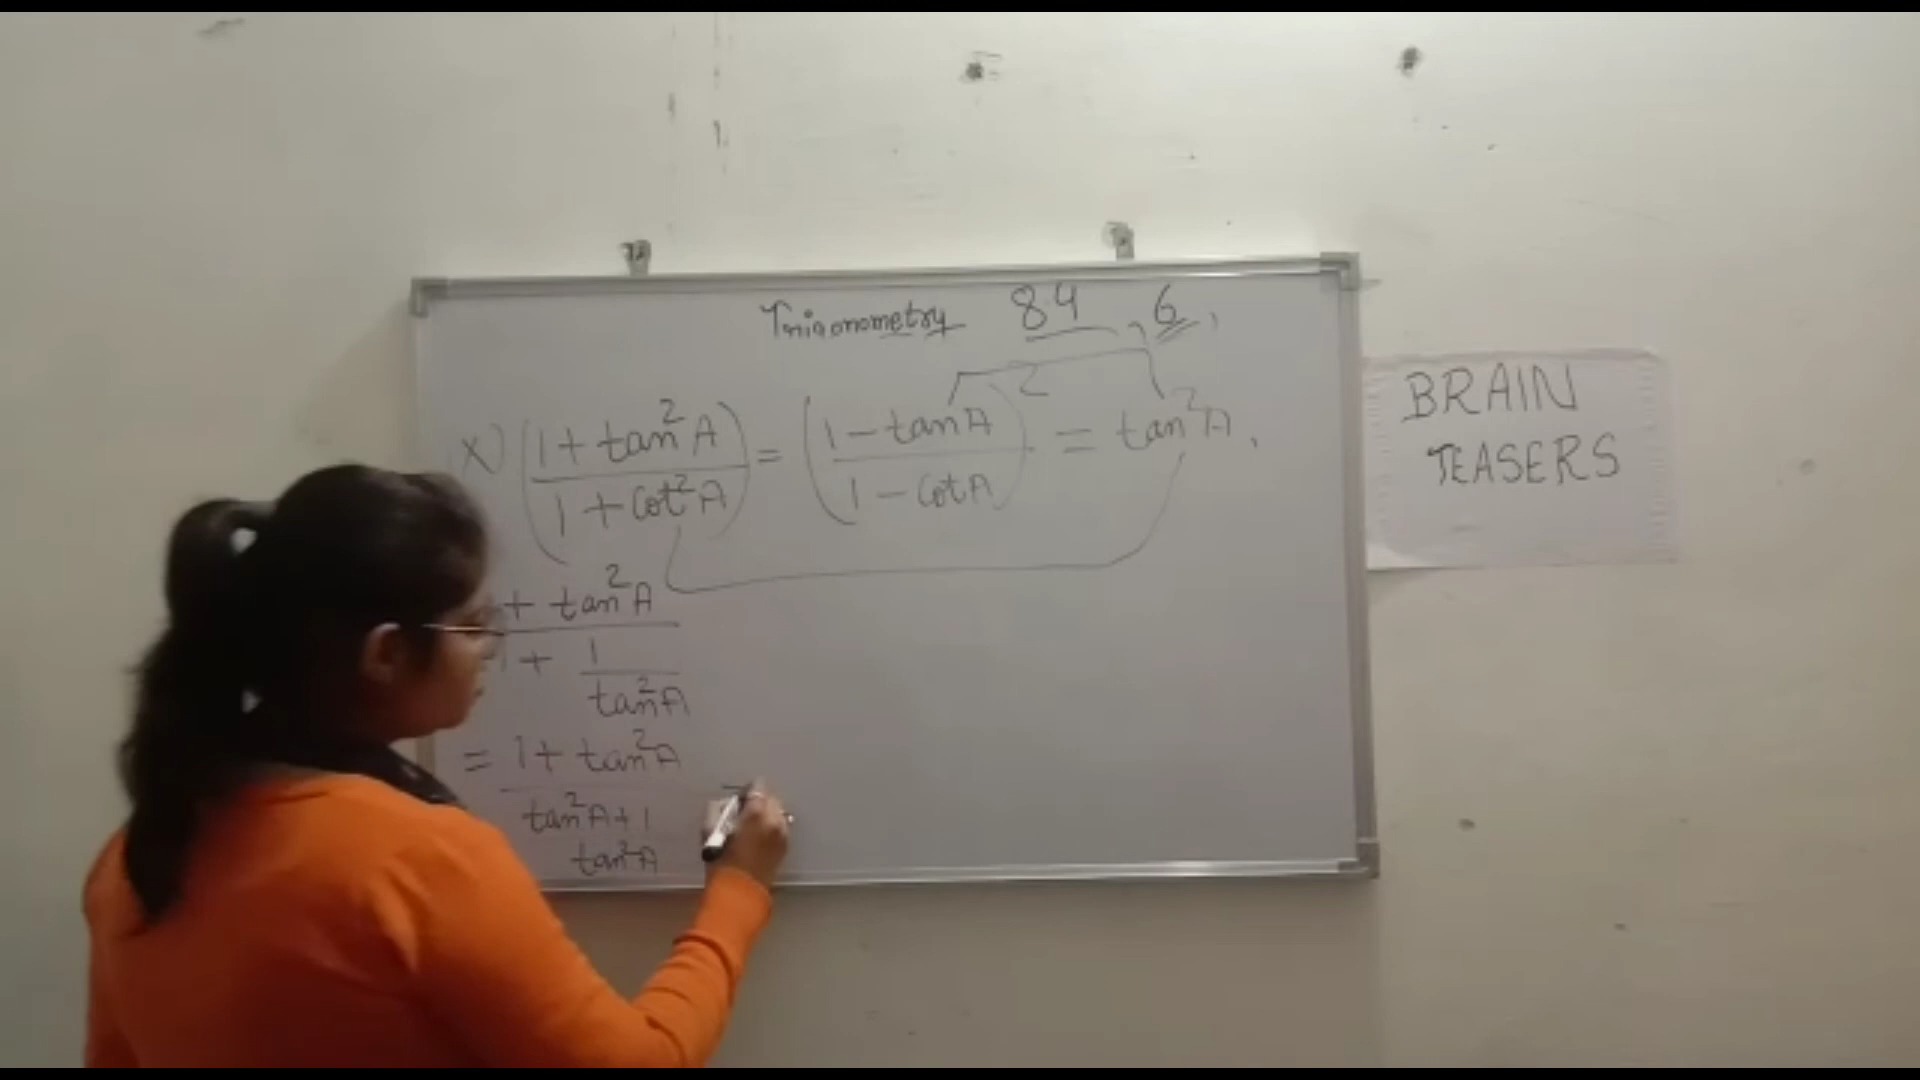 Trigonometry 8.4, 6,
x) (1 + tan²A / 1 + cot²A) = (1 - tanA / 1 - cotA)² = tan²A.
+ tan²A
1 + 1
tan²A
= 1 + tan²A
tan²A + 1
tan²A
=
BRAIN
TEASERS